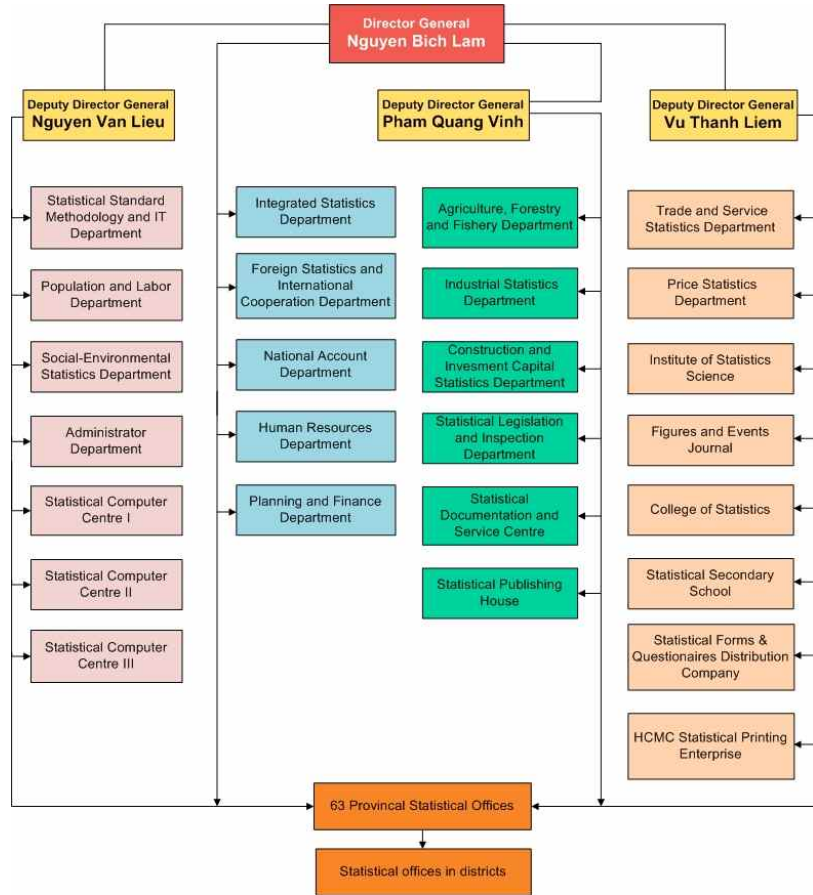 Director General
Nguyen Bich Lam
Deputy Director General
Nguyen Van Lieu
Deputy Director General
Pham Quang Vinh
Deputy Director General
Vu Thanh Liem
Statistical Standard
Methodology and IT
Department
Population and Labor
Department
Social-Environmental
Statistics Department
Administrator
Department
Statistical Computer
Centre I
Statistical Computer
Centre II
Statistical Computer
Centre III
Integrated Statistics
Department
Foreign Statistics and
International
Cooperation Department
National Account
Department
Human Resources
Department
Planning and Finance
Department
Agriculture, Forestry
and Fishery Department
Industrial Statistics
Department
Construction and
Invesment Capital
Statistics Department
Statistical Legislation
and Inspection
Department
Statistical
Documentation and
Service Centre
Statistical Publishing
House
Trade and Service
Statistics Department
Price Statistics
Department
Institute of Statistics
Science
Figures and Events
Journal
College of Statistics
Statistical Secondary
School
Statistical Forms &
Questionaires Distribution
Company
HCMC Statistical Printing
Enterprise
63 Provincal Statistical Offices
Statistical offices in districts